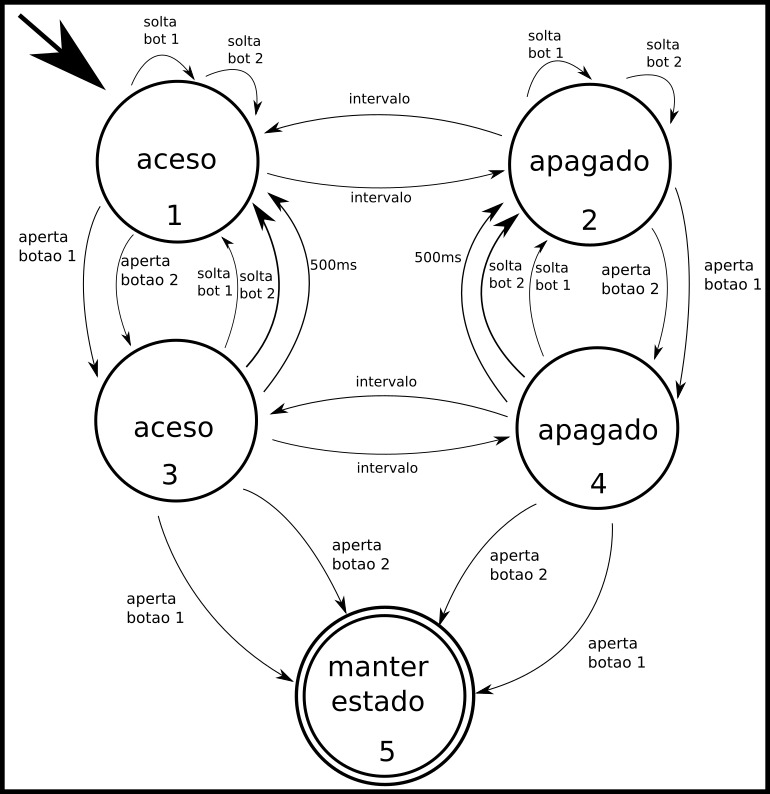 solta
bot 1
solta
bot 2
solta
bot 1
solta
bot 2
intervalo
aceso
1
apagado
2
intervalo
aperta
botao 1
aperta
botao 2
solta
bot 1
solta
bot 2
500ms
500ms
solta
bot 2
solta
bot 1
aperta
botao 2
aperta
botao 1
intervalo
aceso
3
apagado
4
intervalo
aperta
botao 2
aperta
botao 2
aperta
botao 1
aperta
botao 1
manter
estado
5